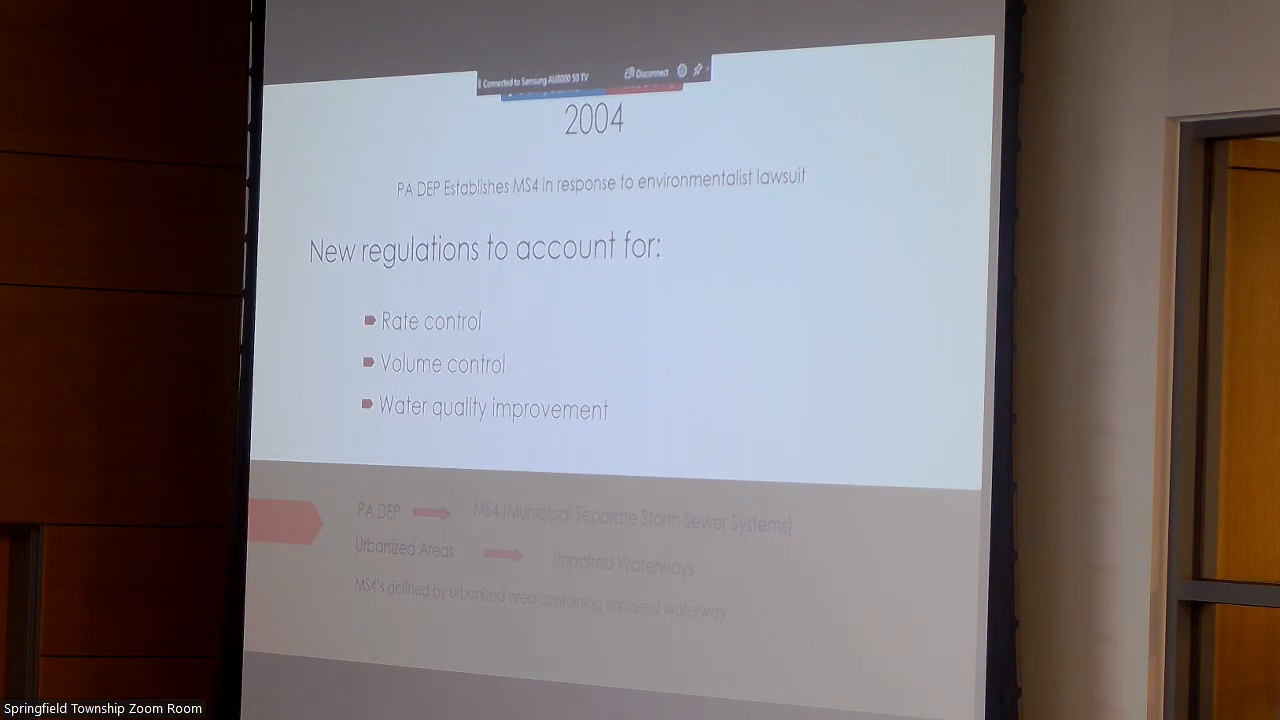 Connected to Samsung AU8000 50 TV
Disconnect
2004
PA DEP Establishes MS4 in response to environmentalist lawsuit
New regulations to account for:
Rate control
Volume control
Water quality improvement
PA DEP MS4 (Municipal Separate Storm Sewer Systems)
Urbanized Areas Impaired Waterways
MS4's defined by urbanized area containing impaired waterway
Springfield Township Zoom Room